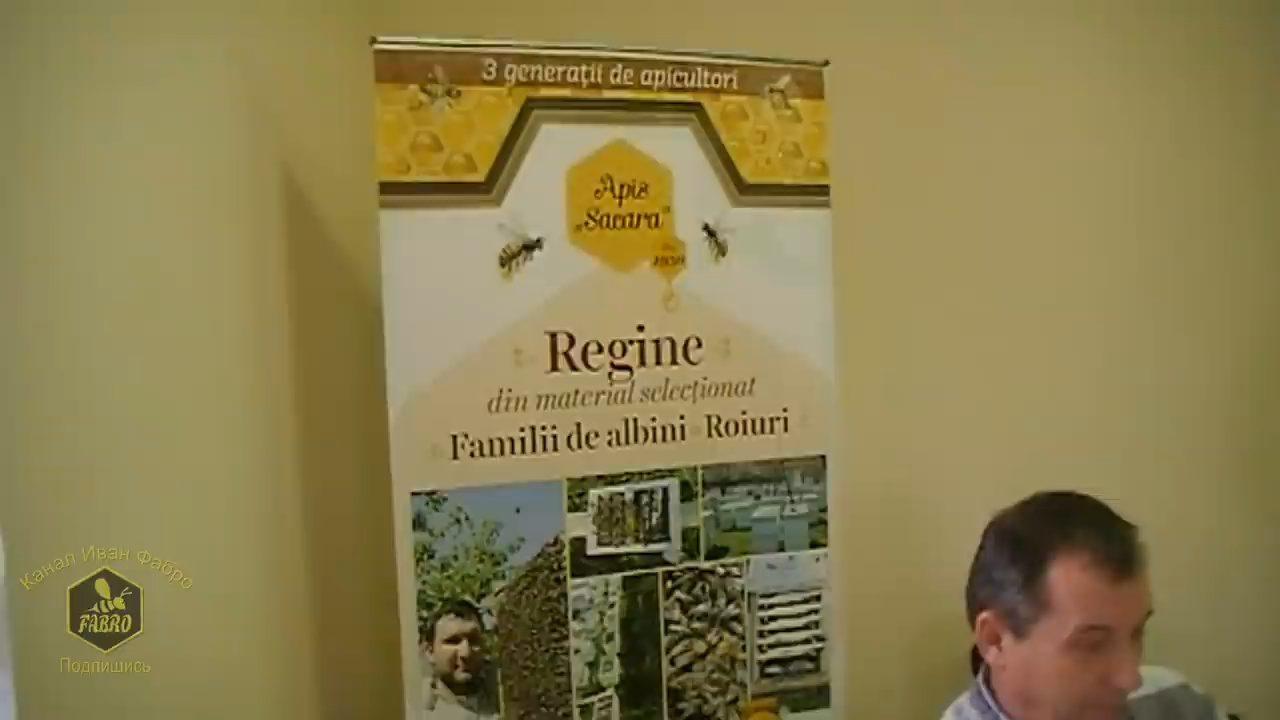 3 generații de apicultori
Apis
„Sacara”
1950
Regine
din material selecționat
Familii de albini Roiuri
Канал Иван Фабро
FABRO
Подпишись